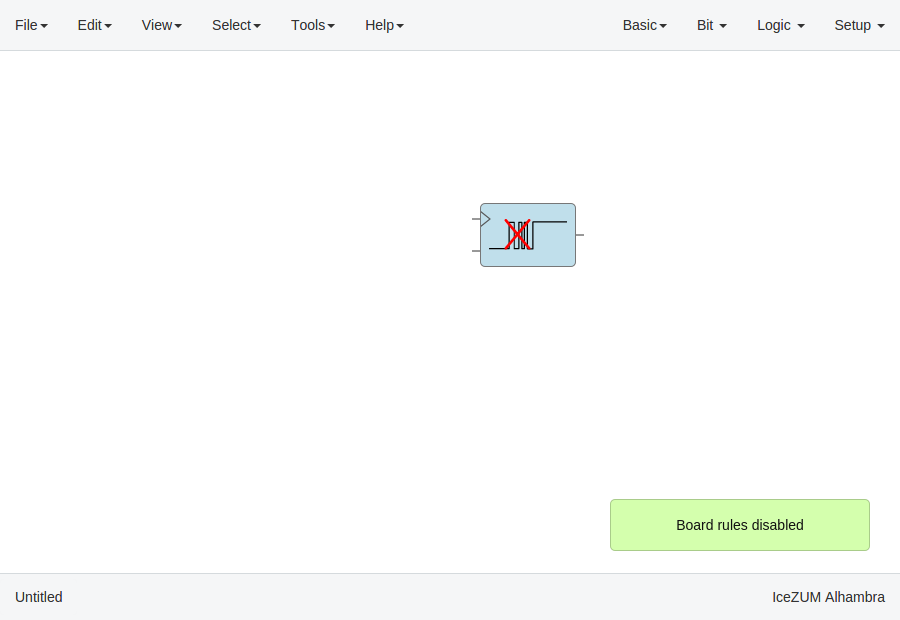 File Edit View Select Tools Help Basic Bit Logic Setup
Board rules disabled
Untitled IceZUM Alhambra